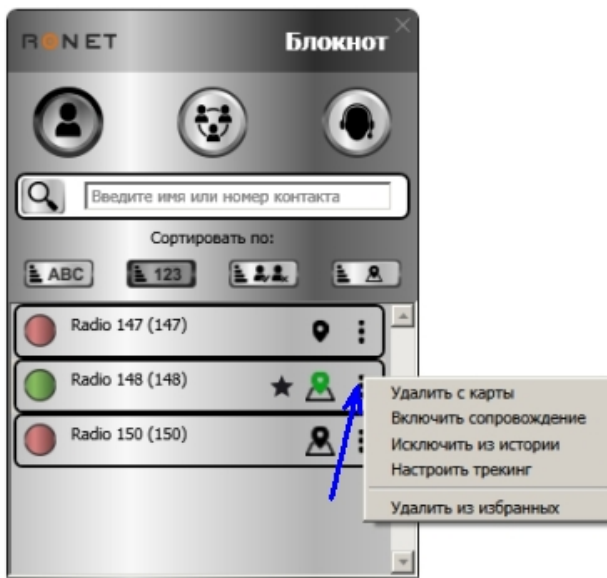 RONET
Блокнот
Введите имя или номер контакта
Сортировать по:
ABC
123
Radio 147 (147)
Radio 148 (148)
Radio 150 (150)
Удалить с карты
Включить сопровождение
Исключить из истории
Настроить трекинг
Удалить из избранных